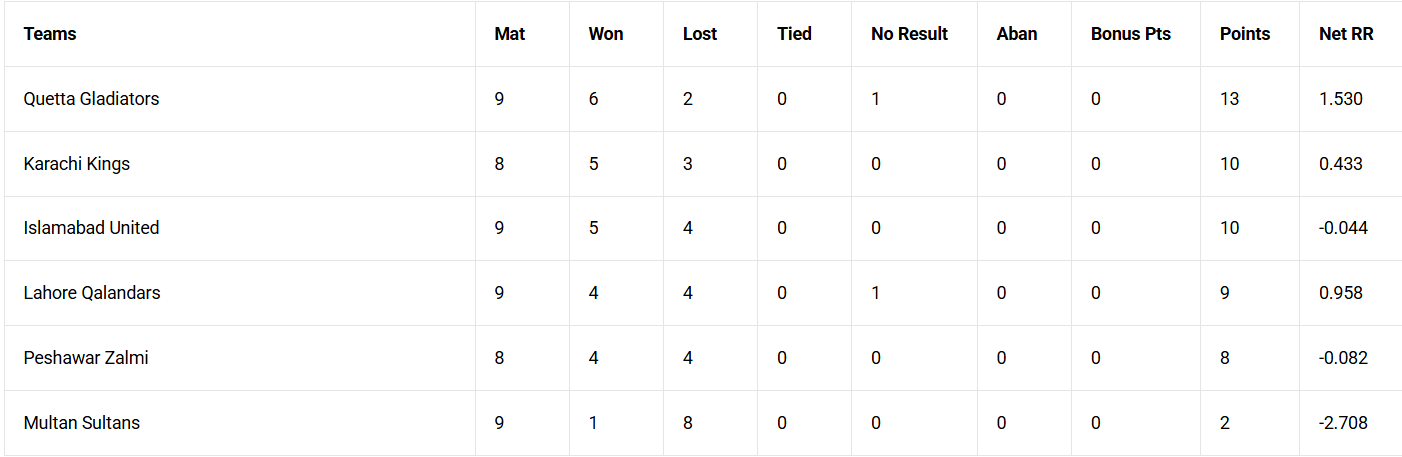 Teams Mat Won Lost Tied No Result Aban Bonus Pts Points Net RR
Quetta Gladiators 9 6 2 0 1 0 0 13 1.530
Karachi Kings 8 5 3 0 0 0 0 10 0.433
Islamabad United 9 5 4 0 0 0 0 10 -0.044
Lahore Qalandars 9 4 4 0 1 0 0 9 0.958
Peshawar Zalmi 8 4 4 0 0 0 0 8 -0.082
Multan Sultans 9 1 8 0 0 0 0 2 -2.708